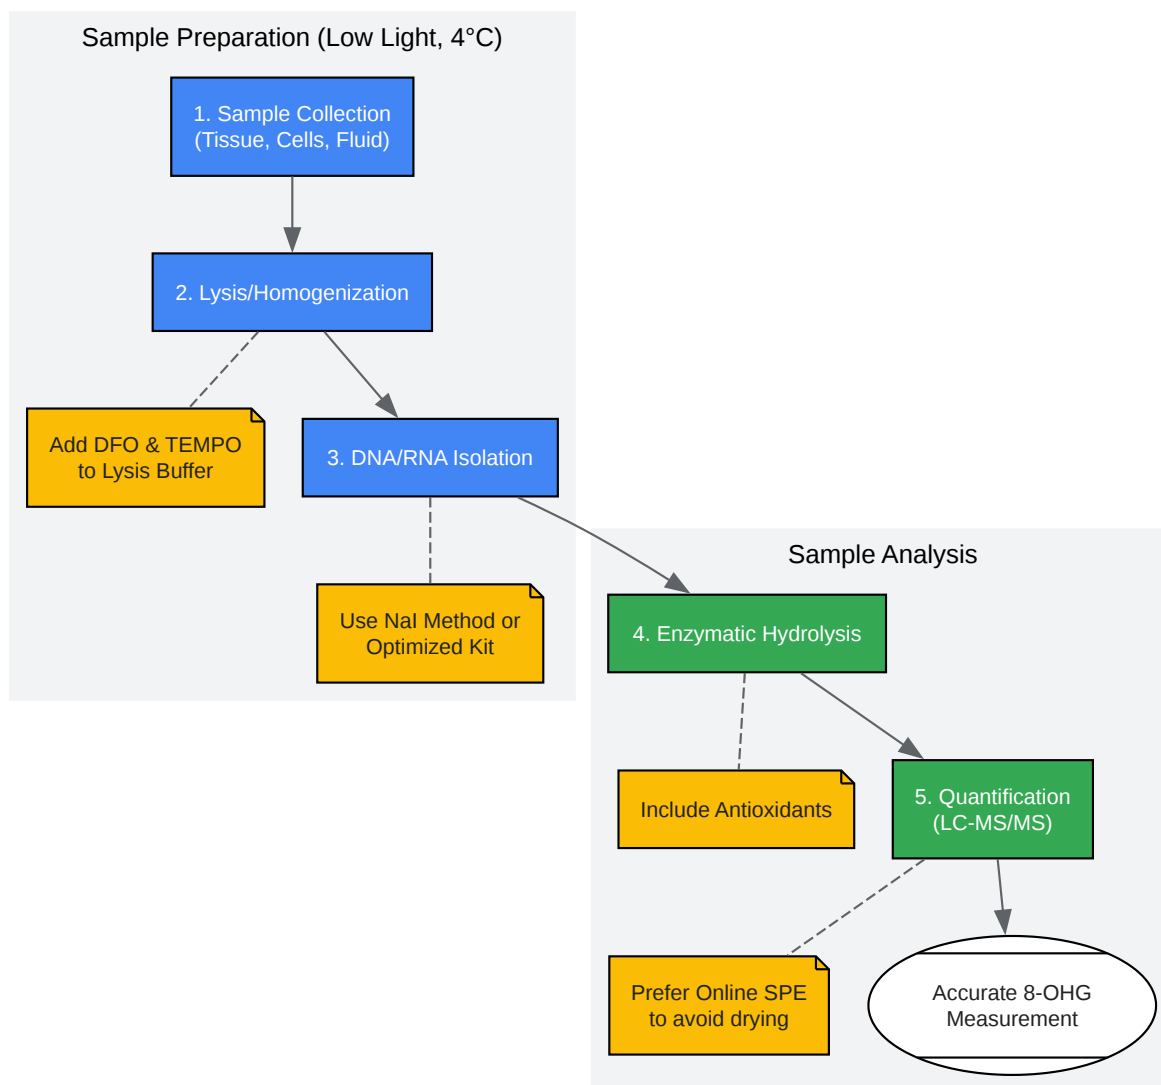 Sample Preparation (Low Light, 4°C)
1. Sample Collection
(Tissue, Cells, Fluid)
2. Lysis/Homogenization
Add DFO & TEMPO
to Lysis Buffer
3. DNA/RNA Isolation
Use NaI Method or
Optimized Kit
Sample Analysis
4. Enzymatic Hydrolysis
Include Antioxidants
5. Quantification
(LC-MS/MS)
Prefer Online SPE
to avoid drying
Accurate 8-OHG
Measurement